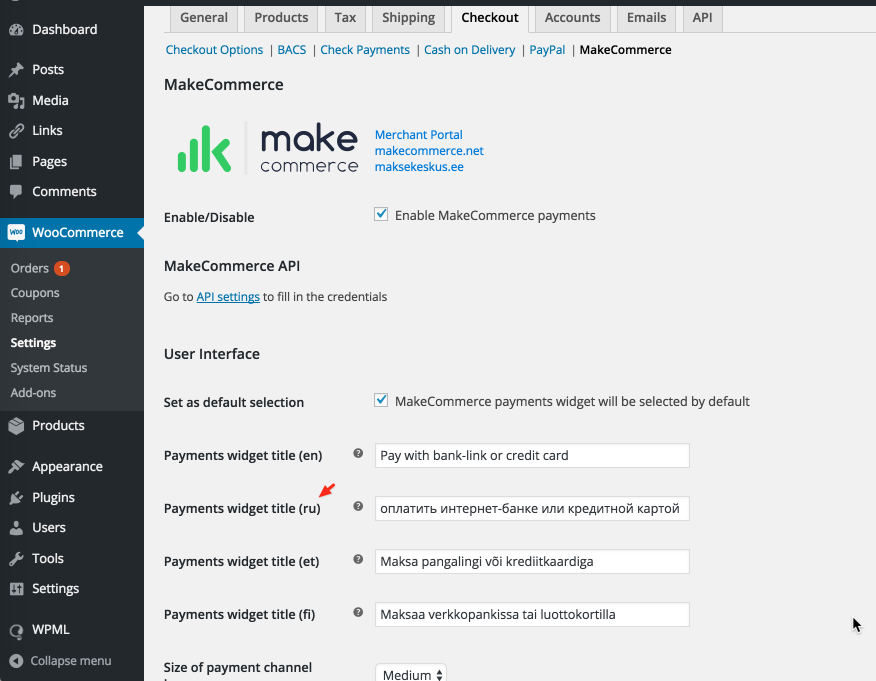 General Products Tax Shipping Checkout Accounts Emails API
Checkout Options | BACS | Check Payments | Cash on Delivery | PayPal | MakeCommerce
Dashboard
Posts
Media
Links
Pages
Comments
WooCommerce
Orders 1
Coupons
Reports
Settings
System Status
Add-ons
Products
Appearance
Plugins
Users
Tools
Settings
WPML
Collapse menu
MakeCommerce
make
commerce
Merchant Portal
makecommerce.net
maksekeskus.ee
Enable/Disable
Enable MakeCommerce payments
MakeCommerce API
Go to API settings to fill in the credentials
User Interface
Set as default selection
MakeCommerce payments widget will be selected by default
Payments widget title (en)
Pay with bank-link or credit card
Payments widget title (ru)
оплатить интернет-банке или кредитной картой
Payments widget title (et)
Maksa pangalingi või krediitkaardiga
Payments widget title (fi)
Maksaa verkkopankissa tai luottokortilla
Size of payment channel
Medium